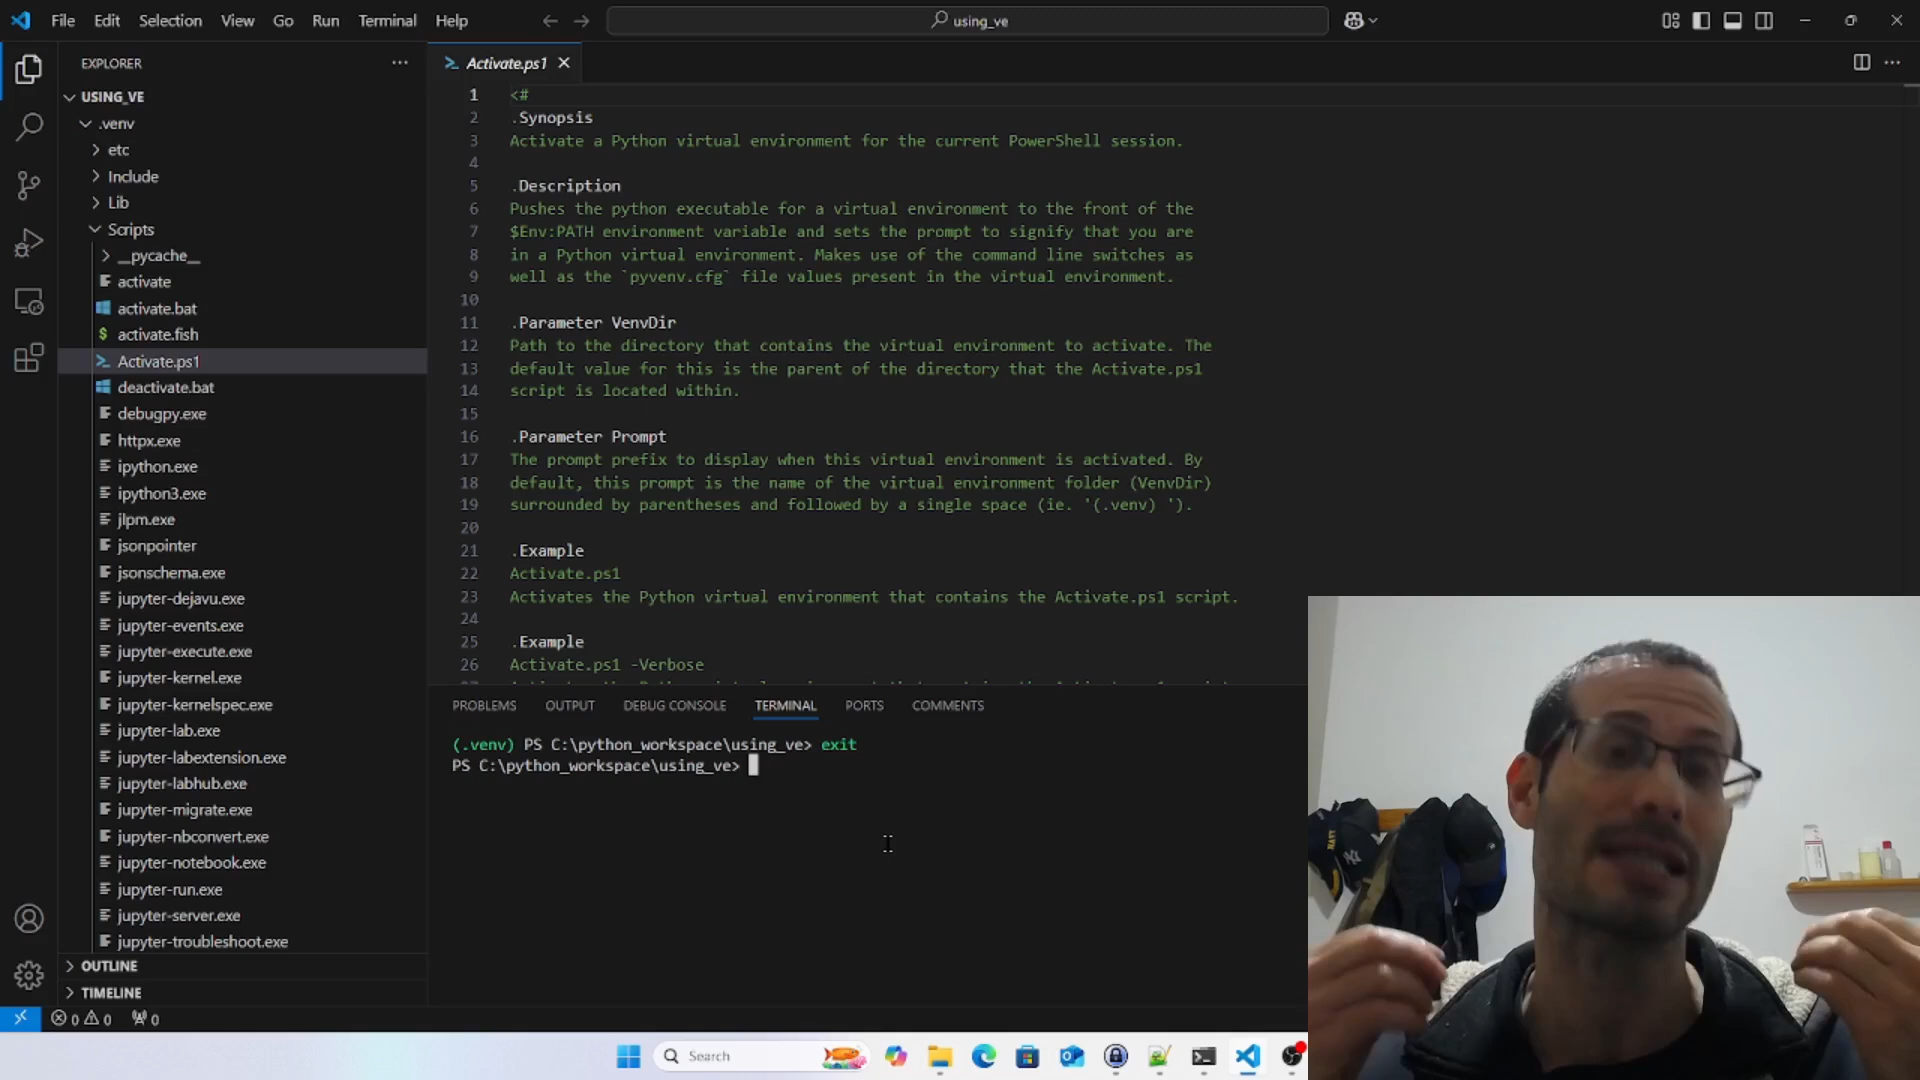 File Edit Selection View Go Run Terminal Help
using_ve
EXPLORER
USING_VE
.venv
etc
Include
Lib
Scripts
__pycache__
activate
activate.bat
activate.fish
Activate.ps1
deactivate.bat
debugpy.exe
httpx.exe
ipython.exe
ipython3.exe
jlpm.exe
jsonpointer
jsonschema.exe
jupyter-dejavu.exe
jupyter-events.exe
jupyter-execute.exe
jupyter-kernel.exe
jupyter-kernelspec.exe
jupyter-lab.exe
jupyter-labextension.exe
jupyter-labhub.exe
jupyter-migrate.exe
jupyter-nbconvert.exe
jupyter-notebook.exe
jupyter-run.exe
jupyter-server.exe
jupyter-troubleshoot.exe
OUTLINE
TIMELINE
Activate.ps1
1 <#
2 .Synopsis
3 Activate a Python virtual environment for the current PowerShell session.
4
5 .Description
6 Pushes the python executable for a virtual environment to the front of the
7 $Env:PATH environment variable and sets the prompt to signify that you are
8 in a Python virtual environment. Makes use of the command line switches as
9 well as the `pyvenv.cfg` file values present in the virtual environment.
10
11 .Parameter VenvDir
12 Path to the directory that contains the virtual environment to activate. The
13 default value for this is the parent of the directory that the Activate.ps1
14 script is located within.
15
16 .Parameter Prompt
17 The prompt prefix to display when this virtual environment is activated. By
18 default, this prompt is the name of the virtual environment folder (VenvDir)
19 surrounded by parentheses and followed by a single space (ie. '(.venv) ').
20
21 .Example
22 Activate.ps1
23 Activates the Python virtual environment that contains the Activate.ps1 script.
24
25 .Example
26 Activate.ps1 -Verbose
PROBLEMS OUTPUT DEBUG CONSOLE TERMINAL PORTS COMMENTS
(.venv) PS C:\python_workspace\using_ve> exit
PS C:\python_workspace\using_ve>
0 0 0
Search
NAVY